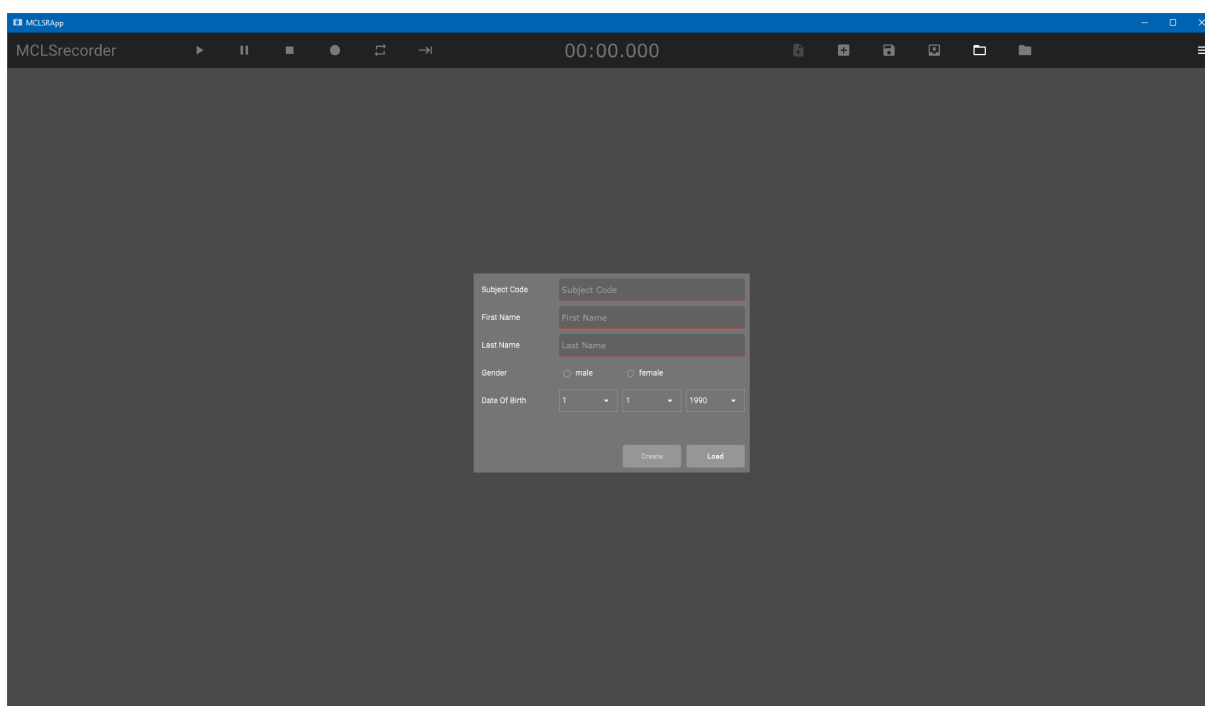 MCLSRApp
MCLSrecorder 00:00.000
Subject Code Subject Code
First Name First Name
Last Name Last Name
Gender male female
Date Of Birth 1 1 1990
Create Load